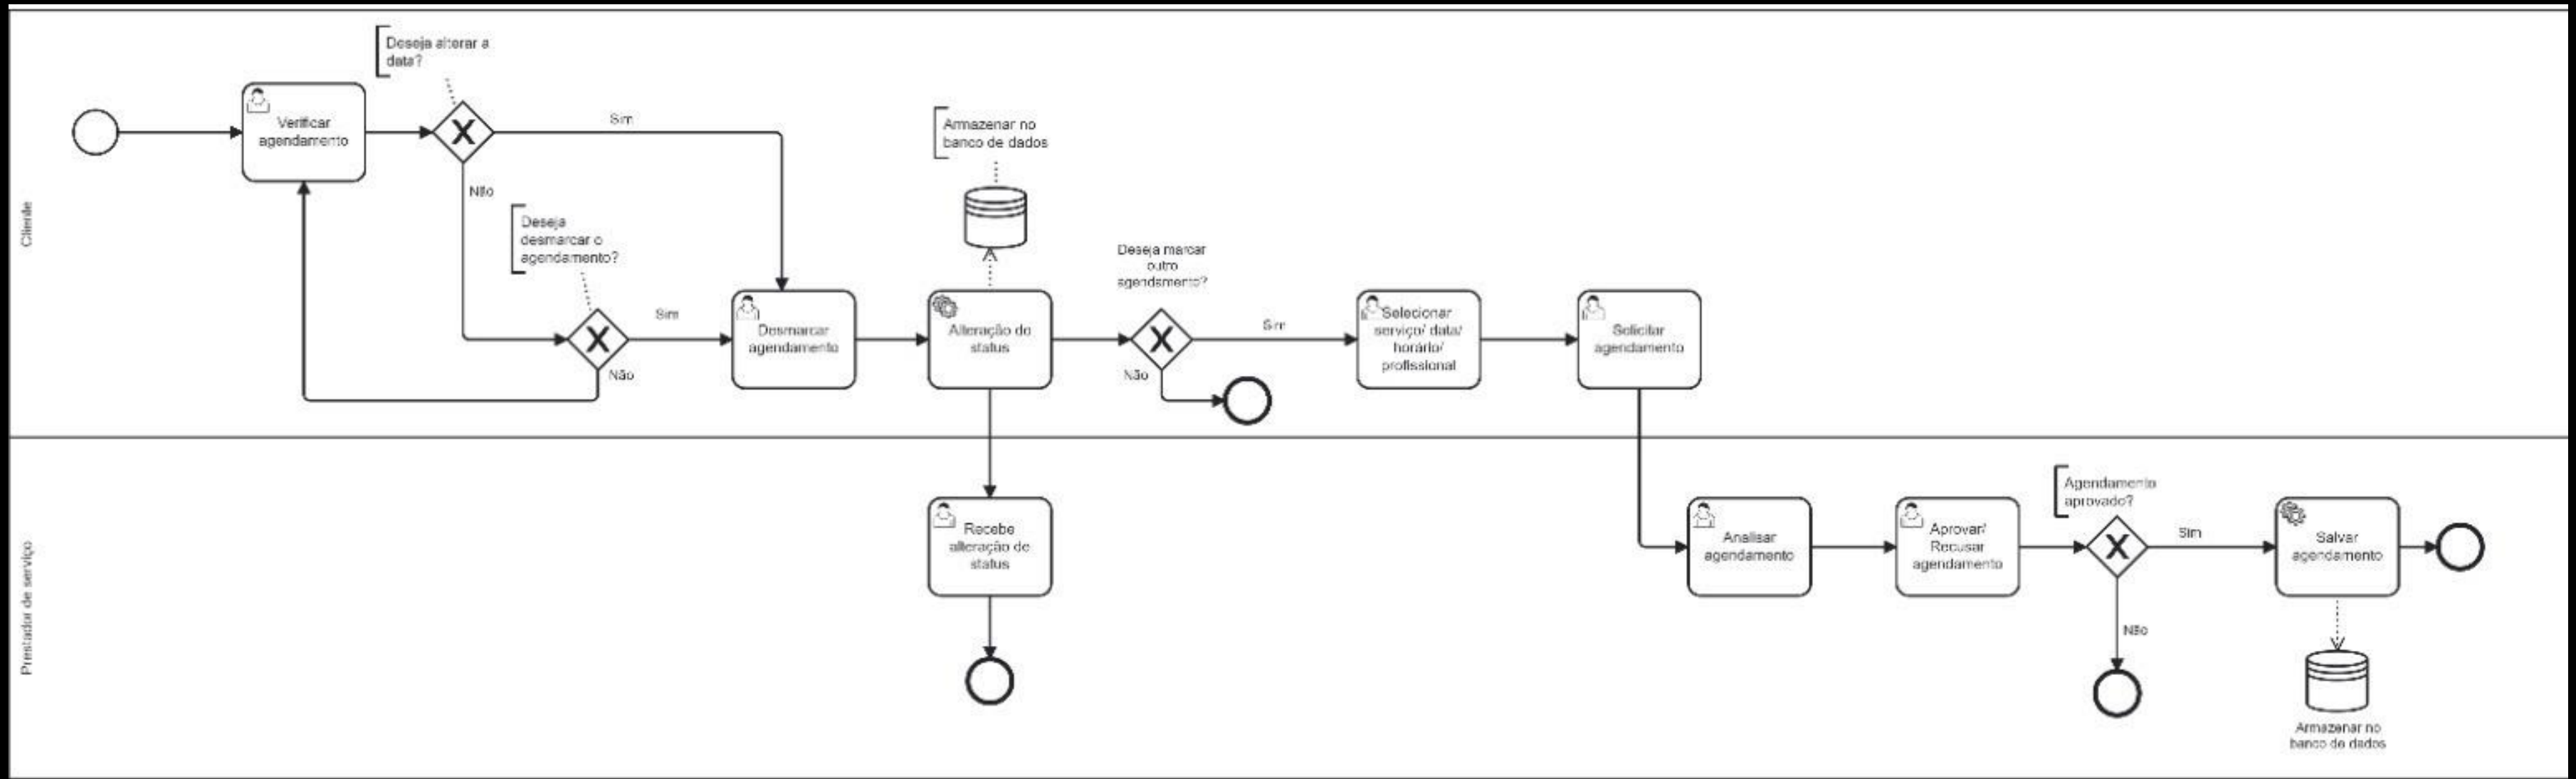 Cliente
Deseja alterar a
data?
Verificar
agendamento
Sim
Não
Deseja
desmarcar o
agendamento?
Sim
Não
Desmarcar
agendamento
Armazenar no
banco de dados
Alteração do
status
Deseja marcar
outro
agendamento?
Sim
Não
Selecionar
serviço/ data/
horário/
profissional
Solicitar
agendamento
Prestador de serviço
Recebe
alteração de
status
Analisar
agendamento
Aprovar/
Recusar
agendamento
Agendamento
aprovado?
Sim
Não
Salvar
agendamento
Armazenar no
banco de dados